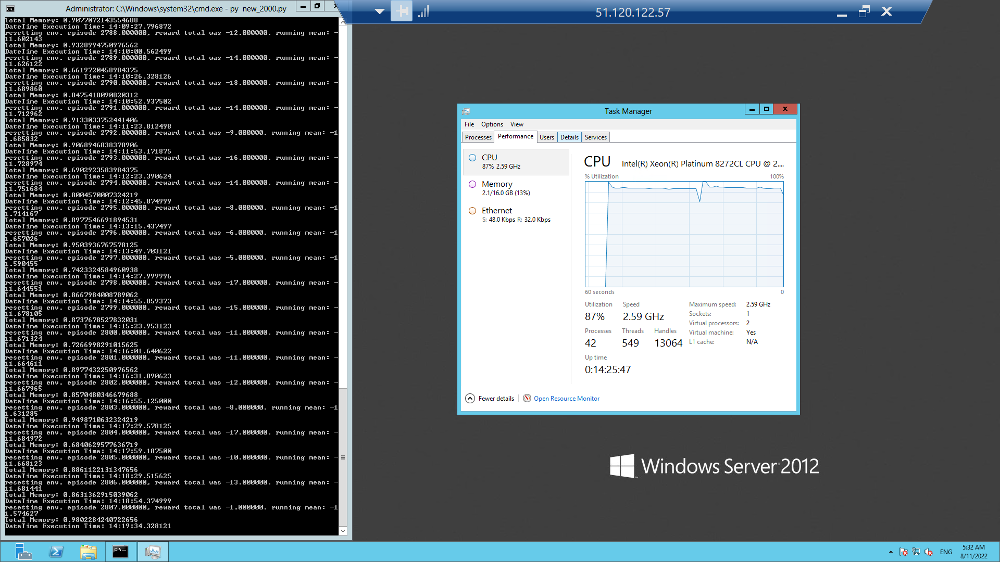 Administrator: C:\Windows\system32\cmd.exe - py  new_2000.py
Total Memory: 0.9077072143554688
DateTime Execution Time: 14:09:27.796872
resetting env. episode 2788.000000, reward total was -12.000000. running mean: -
11.602143
Total Memory: 0.9328994750976562
DateTime Execution Time: 14:10:00.562499
resetting env. episode 2789.000000, reward total was -14.000000. running mean: -
11.626122
Total Memory: 0.6619720458984375
DateTime Execution Time: 14:10:26.328126
resetting env. episode 2790.000000, reward total was -18.000000. running mean: -
11.689860
Total Memory: 0.8475418090820312
DateTime Execution Time: 14:10:52.937502
resetting env. episode 2791.000000, reward total was -14.000000. running mean: -
11.712962
Total Memory: 0.9133033752441406
DateTime Execution Time: 14:11:23.812498
resetting env. episode 2792.000000, reward total was -9.000000. running mean: -1
1.685832
Total Memory: 0.9068946838378906
DateTime Execution Time: 14:11:53.171875
resetting env. episode 2793.000000, reward total was -16.000000. running mean: -
11.728974
Total Memory: 0.6902923583984375
DateTime Execution Time: 14:12:23.390624
resetting env. episode 2794.000000, reward total was -14.000000. running mean: -
11.751684
Total Memory: 0.8004570007324219
DateTime Execution Time: 14:12:45.874999
resetting env. episode 2795.000000, reward total was -8.000000. running mean: -1
1.714167
Total Memory: 0.8977546691894531
DateTime Execution Time: 14:13:15.437497
resetting env. episode 2796.000000, reward total was -6.000000. running mean: -1
1.657026
Total Memory: 0.9503936767578125
DateTime Execution Time: 14:13:49.703121
resetting env. episode 2797.000000, reward total was -5.000000. running mean: -1
1.590455
Total Memory: 0.7423324584960938
DateTime Execution Time: 14:14:27.999996
resetting env. episode 2798.000000, reward total was -17.000000. running mean: -
11.644551
Total Memory: 0.8667984008789062
DateTime Execution Time: 14:14:55.859373
resetting env. episode 2799.000000, reward total was -15.000000. running mean: -
11.678105
Total Memory: 0.8737678527832031
DateTime Execution Time: 14:15:23.953123
resetting env. episode 2800.000000, reward total was -11.000000. running mean: -
11.671324
Total Memory: 0.7266998291015625
DateTime Execution Time: 14:16:01.640622
resetting env. episode 2801.000000, reward total was -11.000000. running mean: -
11.664611
Total Memory: 0.8977432250976562
DateTime Execution Time: 14:16:31.890623
resetting env. episode 2802.000000, reward total was -12.000000. running mean: -
11.667965
Total Memory: 0.8570480346679688
DateTime Execution Time: 14:16:55.125000
resetting env. episode 2803.000000, reward total was -8.000000. running mean: -1
1.631285
Total Memory: 0.9498710632324219
DateTime Execution Time: 14:17:29.578125
resetting env. episode 2804.000000, reward total was -17.000000. running mean: -
11.684972
Total Memory: 0.6840629577636719
DateTime Execution Time: 14:17:59.187500
resetting env. episode 2805.000000, reward total was -10.000000. running mean: -
11.668123
Total Memory: 0.8861122131347656
DateTime Execution Time: 14:18:29.515625
resetting env. episode 2806.000000, reward total was -13.000000. running mean: -
11.681441
Total Memory: 0.8631362915039062
DateTime Execution Time: 14:18:54.374999
resetting env. episode 2807.000000, reward total was -1.000000. running mean: -1
1.574627
Total Memory: 0.9802284240722656
DateTime Execution Time: 14:19:34.328121
51.120.122.57
Task Manager
File Options View
Processes Performance Users Details Services
CPU
87% 2.59 GHz
Memory
2.1/16.0 GB (13%)
Ethernet
S: 48.0 Kbps R: 32.0 Kbps
CPU Intel(R) Xeon(R) Platinum 8272CL CPU @ 2....
% Utilization 100%
60 seconds 0
Utilization Speed
87% 2.59 GHz
Processes Threads Handles
42 549 13064
Up time
0:14:25:47
Maximum speed: 2.59 GHz
Sockets: 1
Virtual processors: 2
Virtual machine: Yes
L1 cache: N/A
Fewer details Open Resource Monitor
Windows Server 2012
ENG
5:32 AM
8/11/2022